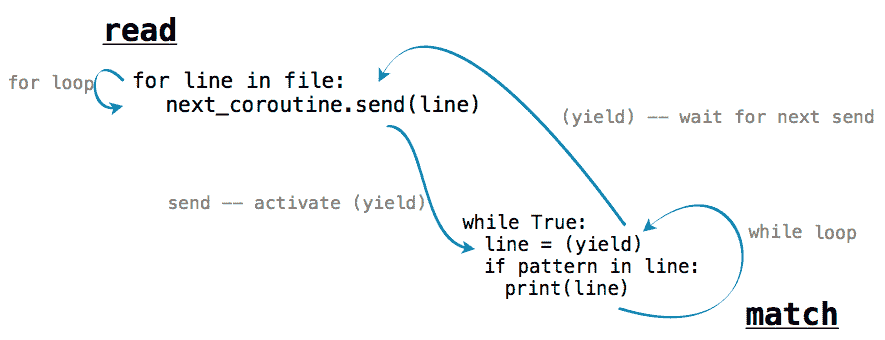 read
for loop
for line in file:
next_coroutine.send(line)
(yield) -- wait for next send
send -- activate (yield)
while True:
line = (yield)
if pattern in line:
print(line)
while loop
match